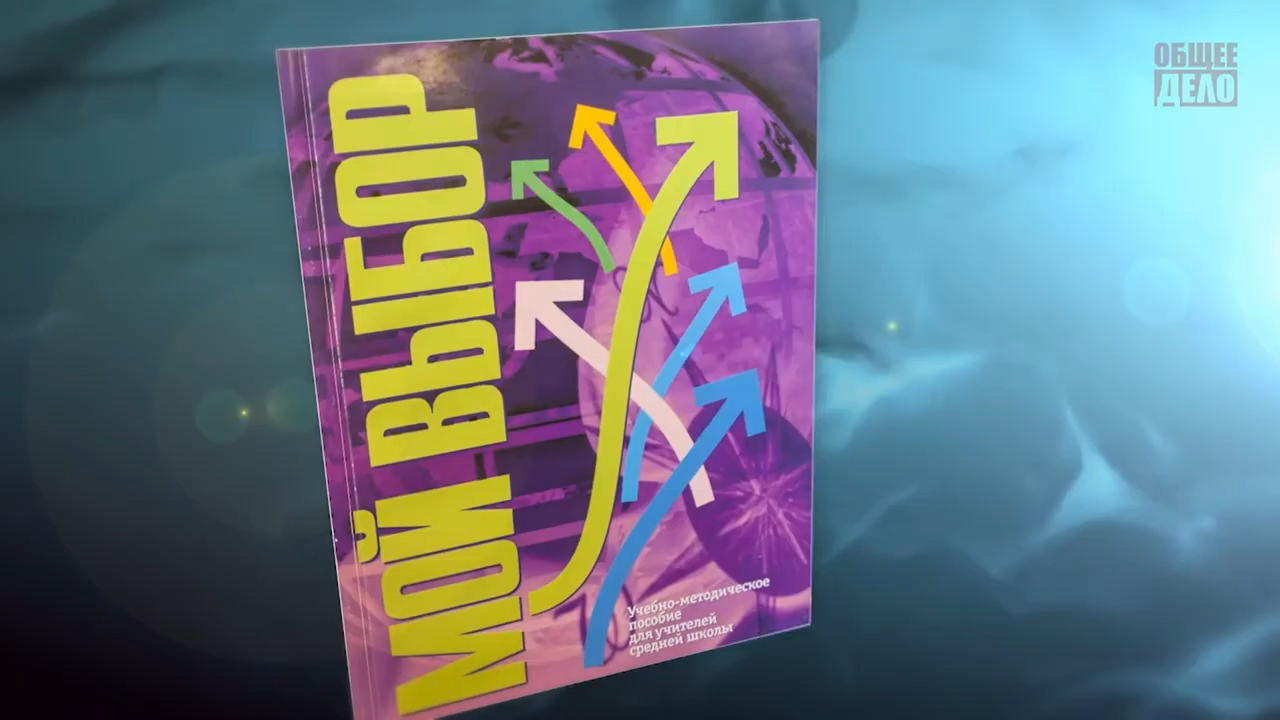 ОБЩЕЕ
ДЕЛО
МОЙ ВЫБОР
Учебно-методическое
пособие
для учителей
средней школы